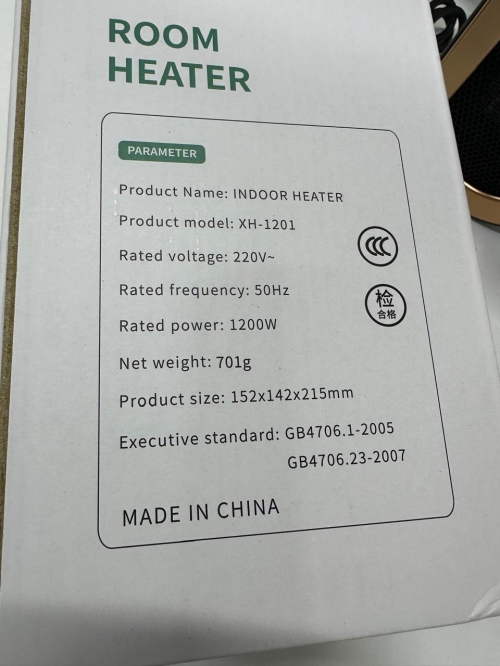 ROOM
HEATER
PARAMETER
Product Name: INDOOR HEATER
Product model: XH-1201
Rated voltage: 220V~
CCC
Rated frequency: 50Hz
检
合格
Rated power: 1200W
Net weight: 701g
Product size: 152x142x215mm
Executive standard: GB4706.1-2005
GB4706.23-2007
MADE IN CHINA